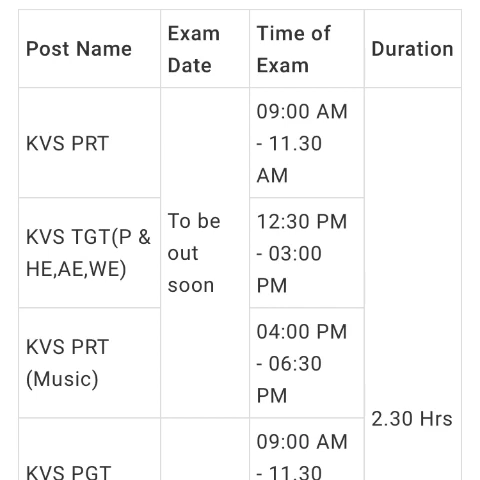 Post Name
Exam
Date
Time of
Exam
Duration
KVS PRT
To be
out
soon
09:00 AM
- 11.30
AM
2.30 Hrs
KVS TGT(P &
HE,AE,WE)
12:30 PM
- 03:00
PM
KVS PRT
(Music)
04:00 PM
- 06:30
PM
KVS PGT
09:00 AM
- 11.30